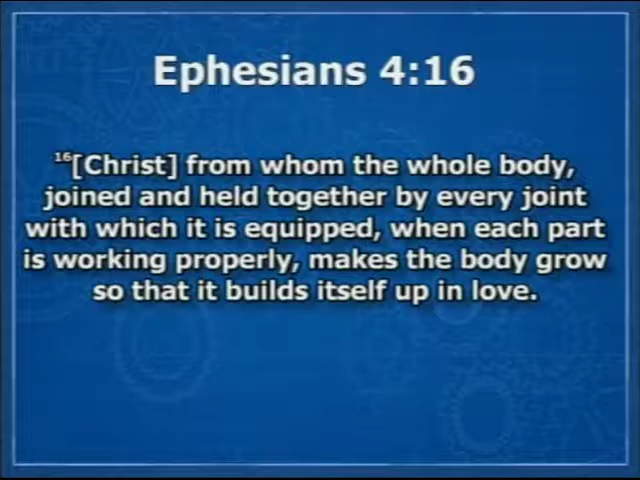 Ephesians 4:16
16[Christ] from whom the whole body,
joined and held together by every joint
with which it is equipped, when each part
is working properly, makes the body grow
so that it builds itself up in love.